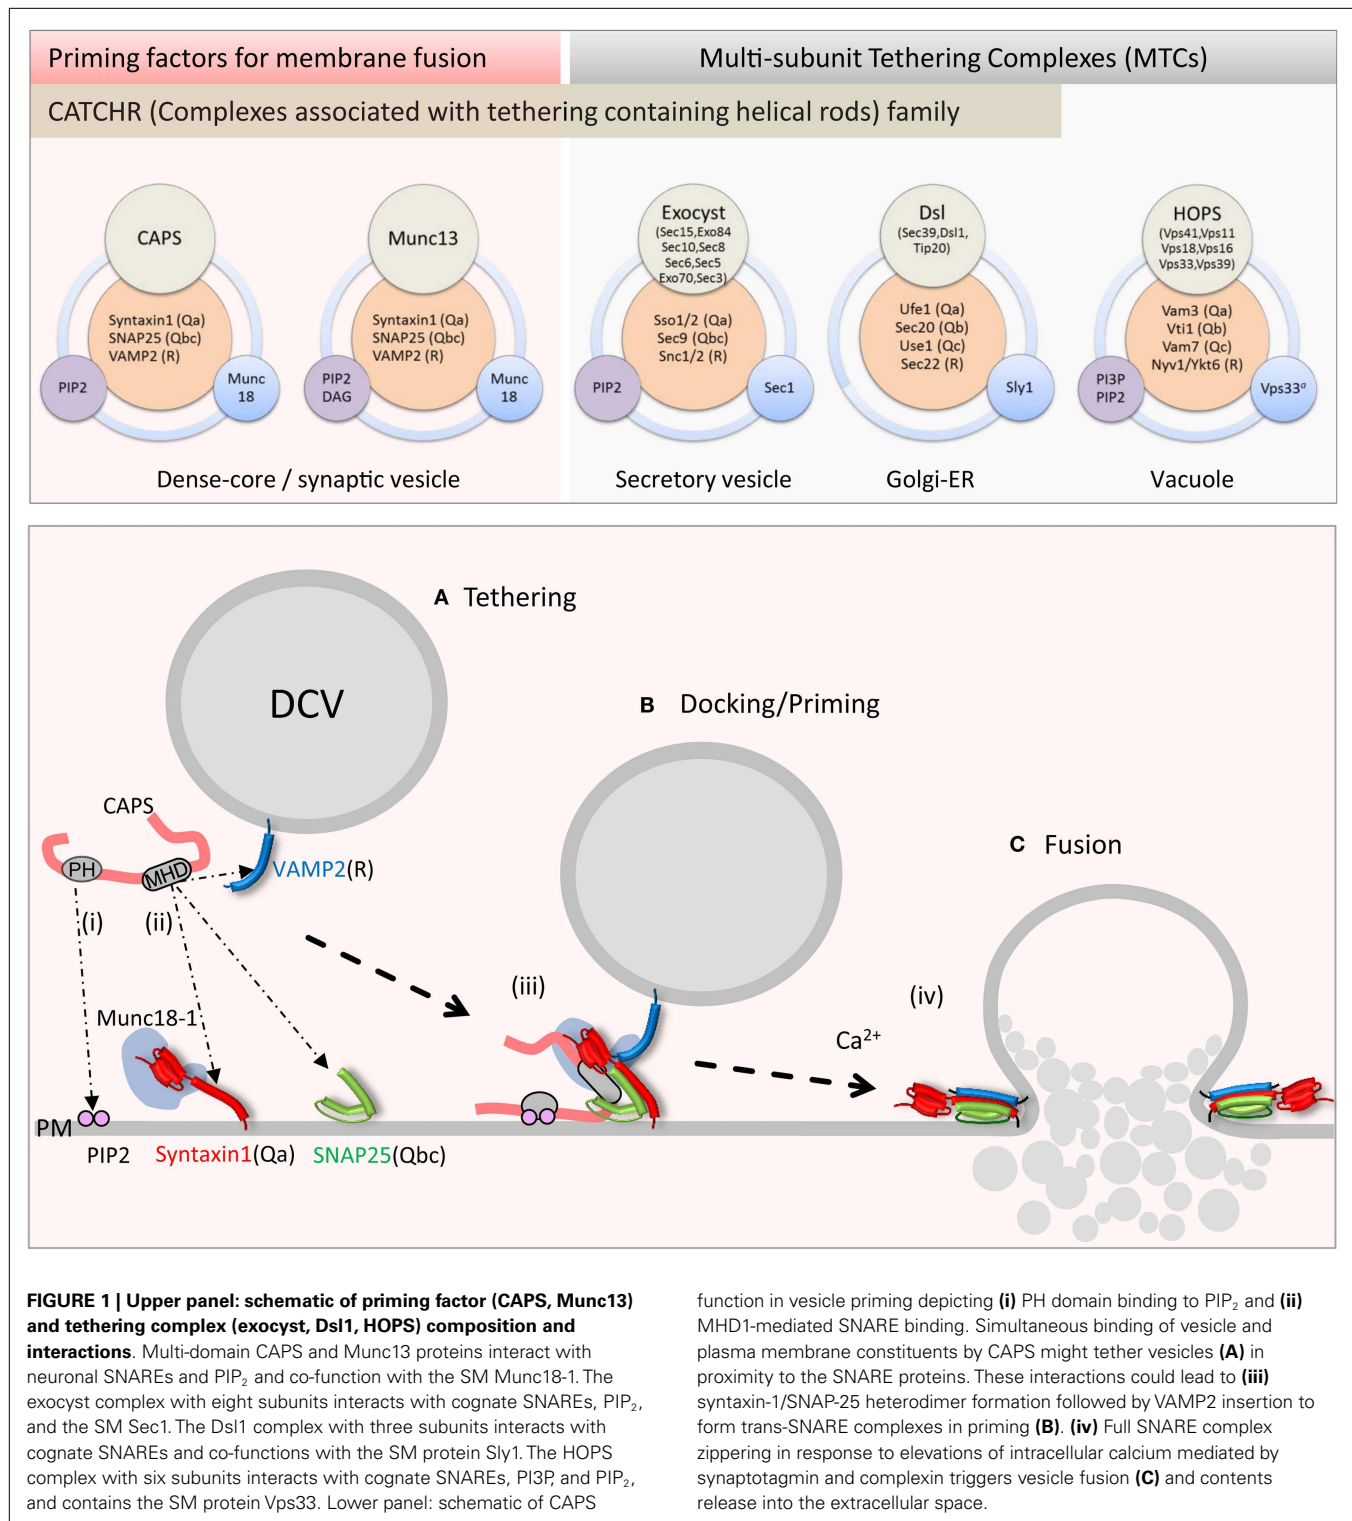 Priming factors for membrane fusion
Multi-subunit Tethering Complexes (MTCs)
CATCHR (Complexes associated with tethering containing helical rods) family
CAPS
Syntaxin1 (Qa)
SNAP25 (Qbc)
VAMP2 (R)
PIP2
Munc
18
Munc13
Syntaxin1 (Qa)
SNAP25 (Qbc)
VAMP2 (R)
PIP2
DAG
Munc
18
Dense-core / synaptic vesicle
Exocyst
(Sec15,Exo84
Sec10,Sec8
Sec6,Sec5
Exo70,Sec3)
Sso1/2 (Qa)
Sec9 (Qbc)
Snc1/2 (R)
PIP2
Sec1
Secretory vesicle
Dsl
(Sec39,Dsl1,
Tip20)
Ufe1 (Qa)
Sec20 (Qb)
Use1 (Qc)
Sec22 (R)
Sly1
Golgi-ER
HOPS
(Vps41,Vps11
Vps18,Vps16
Vps33,Vps39)
Vam3 (Qa)
Vti1 (Qb)
Vam7 (Qc)
Nyv1/Ykt6 (R)
PI3P
PIP2
Vps33ᵅ
Vacuole
A Tethering
DCV
B Docking/Priming
CAPS
C Fusion
PH
MHD
VAMP2(R)
(i)
(ii)
(iii)
(iv)
Munc18-1
Ca²⁺
PM
PIP2
Syntaxin1(Qa)
SNAP25(Qbc)
FIGURE 1 | Upper panel: schematic of priming factor (CAPS, Munc13)
and tethering complex (exocyst, Dsl1, HOPS) composition and
interactions. Multi-domain CAPS and Munc13 proteins interact with
neuronal SNAREs and PIP₂ and co-function with the SM Munc18-1. The
exocyst complex with eight subunits interacts with cognate SNAREs, PIP₂,
and the SM Sec1. The Dsl1 complex with three subunits interacts with
cognate SNAREs and co-functions with the SM protein Sly1. The HOPS
complex with six subunits interacts with cognate SNAREs, PI3P, and PIP₂,
and contains the SM protein Vps33. Lower panel: schematic of CAPS
function in vesicle priming depicting (i) PH domain binding to PIP₂ and (ii)
MHD1-mediated SNARE binding. Simultaneous binding of vesicle and
plasma membrane constituents by CAPS might tether vesicles (A) in
proximity to the SNARE proteins. These interactions could lead to (iii)
syntaxin-1/SNAP-25 heterodimer formation followed by VAMP2 insertion to
form trans-SNARE complexes in priming (B). (iv) Full SNARE complex
zippering in response to elevations of intracellular calcium mediated by
synaptotagmin and complexin triggers vesicle fusion (C) and contents
release into the extracellular space.